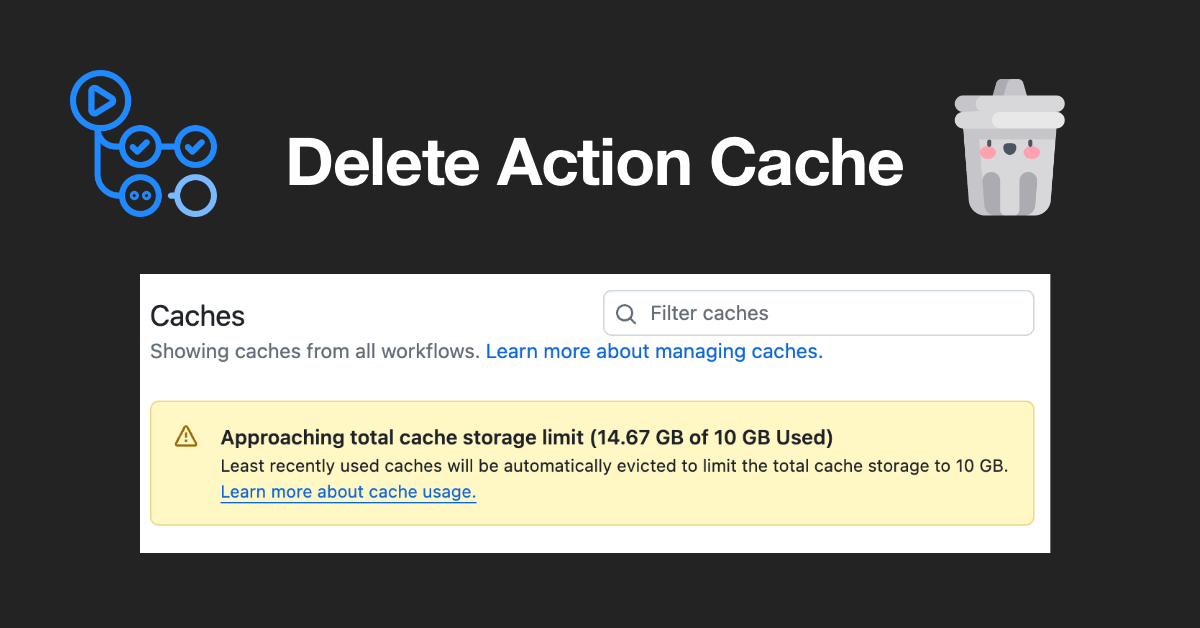 Delete Action Cache
Caches
Filter caches
Showing caches from all workflows. Learn more about managing caches.
Approaching total cache storage limit (14.67 GB of 10 GB Used)
Least recently used caches will be automatically evicted to limit the total cache storage to 10 GB.
Learn more about cache usage.